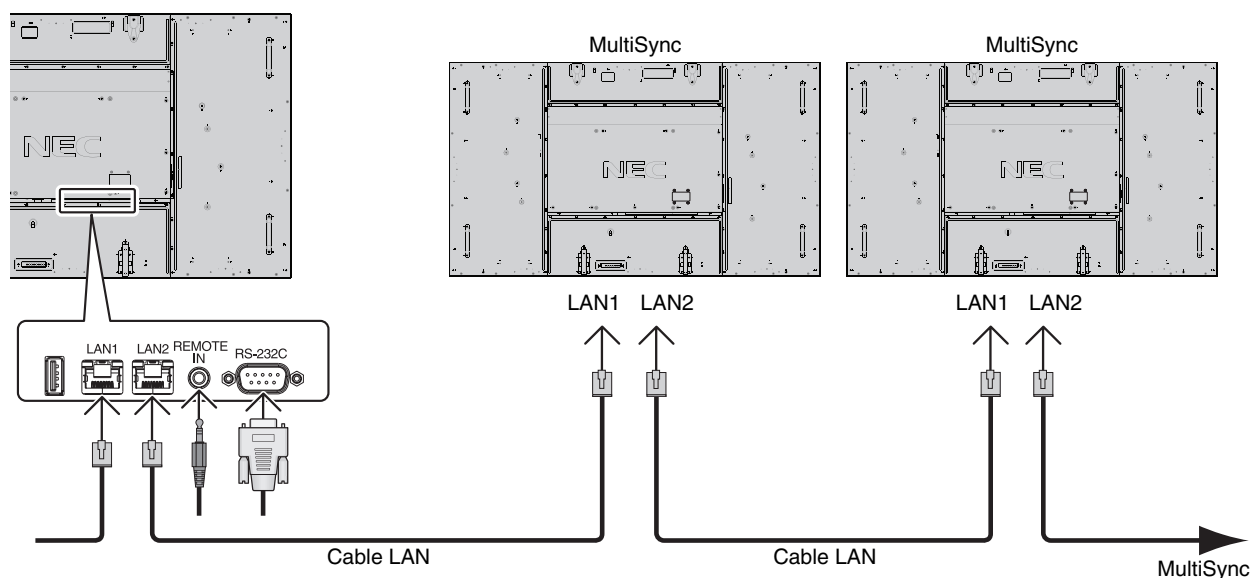 MultiSync
MultiSync
NEC
NEC
NEC
LAN1 LAN2
LAN1 LAN2
LAN1 LAN2 REMOTE IN RS-232C
Cable LAN
Cable LAN
MultiSync